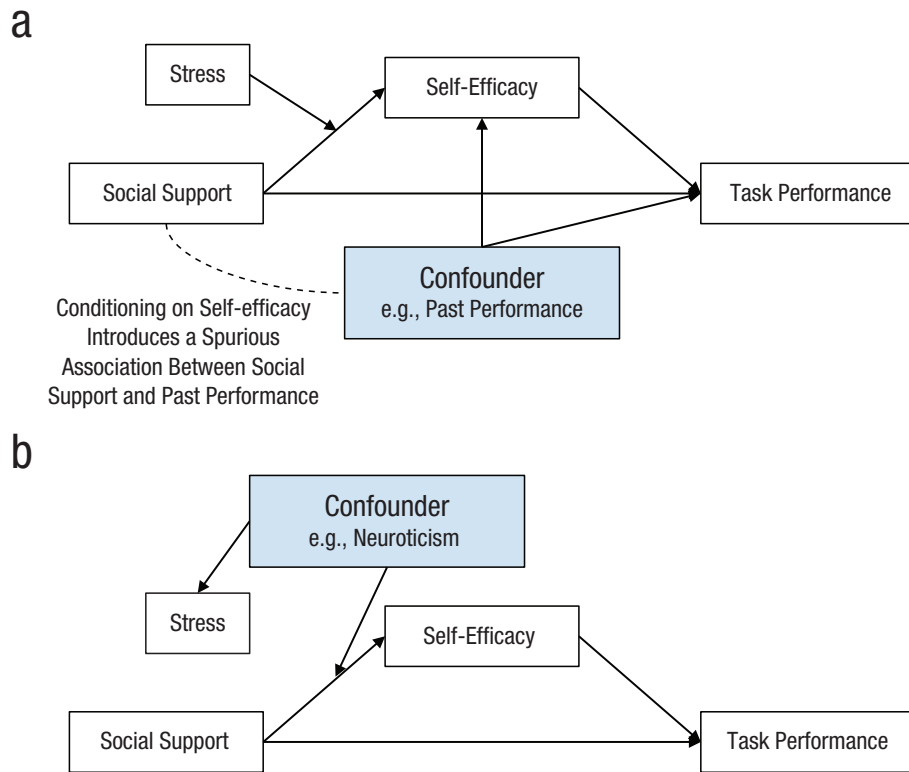 a
Stress
Self-Efficacy
Social Support
Task Performance
Confounder
e.g., Past Performance
Conditioning on Self-efficacy
Introduces a Spurious
Association Between Social
Support and Past Performance
b
Confounder
e.g., Neuroticism
Stress
Self-Efficacy
Social Support
Task Performance